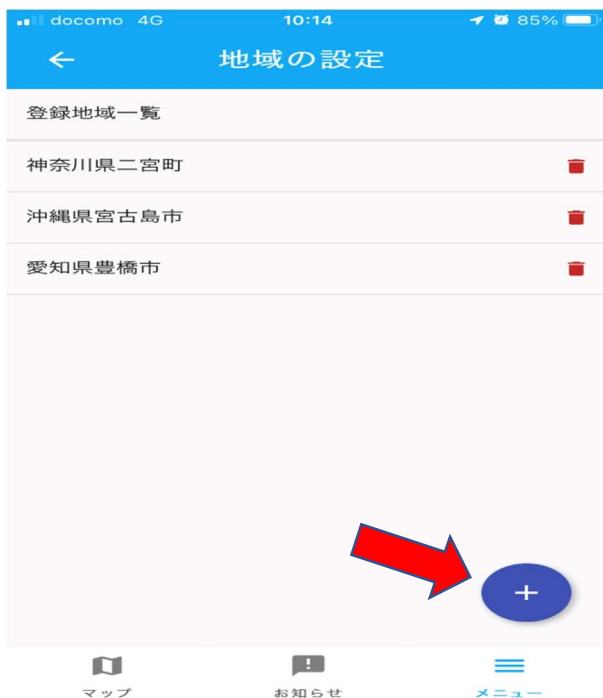 docomo 4G 10:14 85%
← 地域の設定
登録地域一覧
神奈川県二宮町
沖縄県宮古島市
愛知県豊橋市
+
マップ お知らせ メニュー